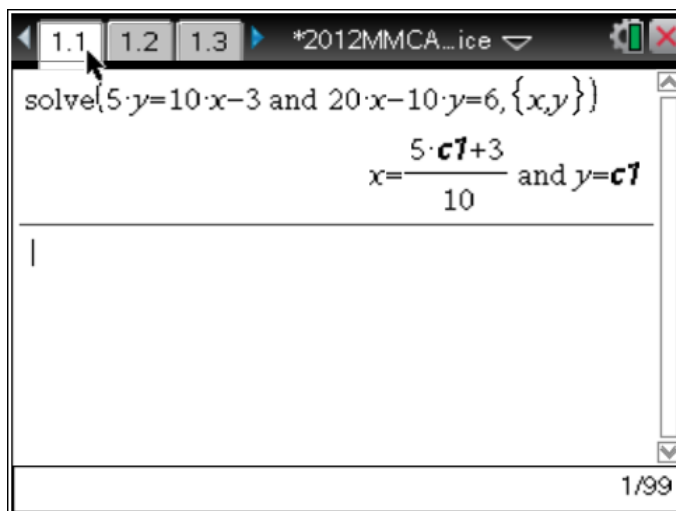 1.1 1.2 1.3 *2012MMCA…ice
solve(5·y=10·x−3 and 20·x−10·y=6,{x,y})
x=(5·c1+3)/10 and y=c1
1/99